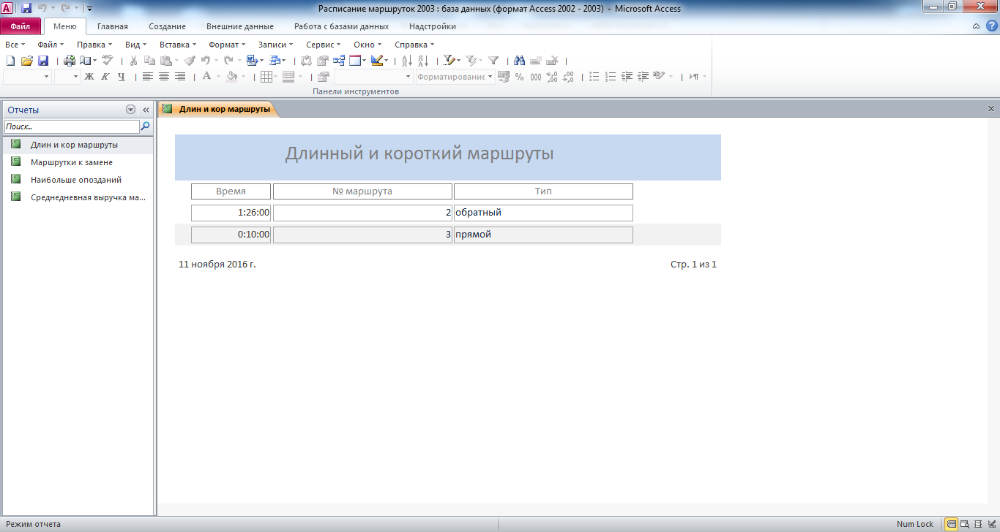 Расписание маршруток 2003 : база данных (формат Access 2002 - 2003) - Microsoft Access
Файл Меню Главная Создание Внешние данные Работа с базами данных Надстройки
Все Файл Правка Вид Вставка Формат Записи Сервис Окно Справка
Ж К Ч Форматировани % 000
Панели инструментов
Отчеты
Поиск...
Длин и кор маршруты
Маршрутки к замене
Наибольше опозданий
Среднедневная выручка ма...
Длин и кор маршруты
Длинный и короткий маршруты
Время № маршрута Тип
1:26:00 2 обратный
0:10:00 3 прямой
11 ноября 2016 г. Стр. 1 из 1
Режим отчета Num Lock